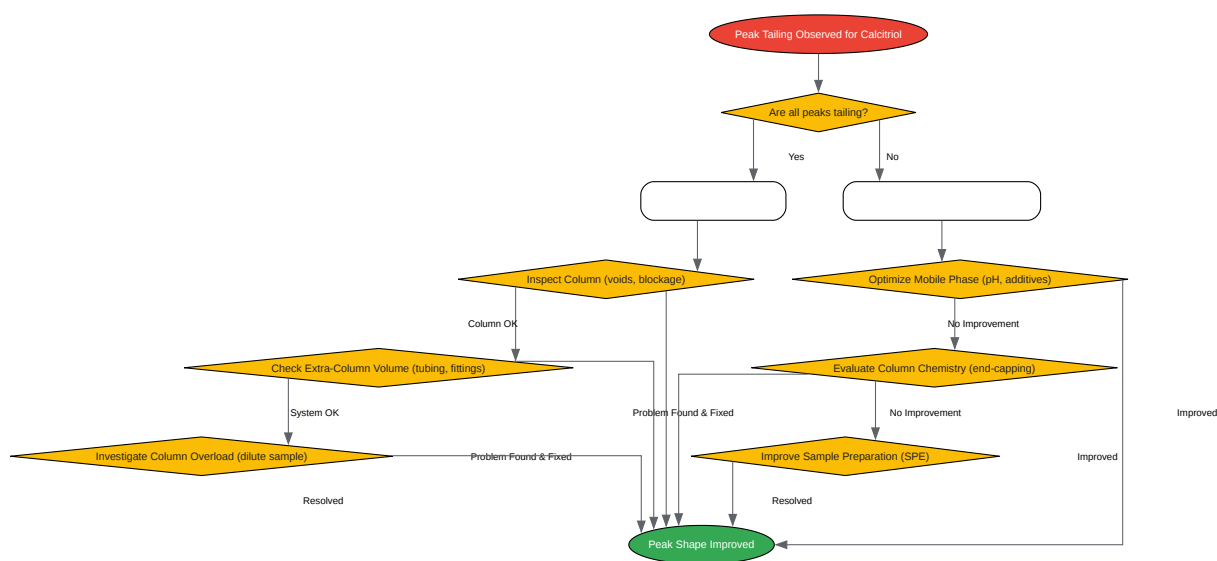 Peak Tailing Observed for Calcitriol
Are all peaks tailing?
Yes
No
Inspect Column (voids, blockage)
Optimize Mobile Phase (pH, additives)
Column OK
No Improvement
Check Extra-Column Volume (tubing, fittings)
Evaluate Column Chemistry (end-capping)
System OK
Problem Found & Fixed
No Improvement
Improved
Investigate Column Overload (dilute sample)
Problem Found & Fixed
Improve Sample Preparation (SPE)
Improved
Resolved
Resolved
Peak Shape Improved